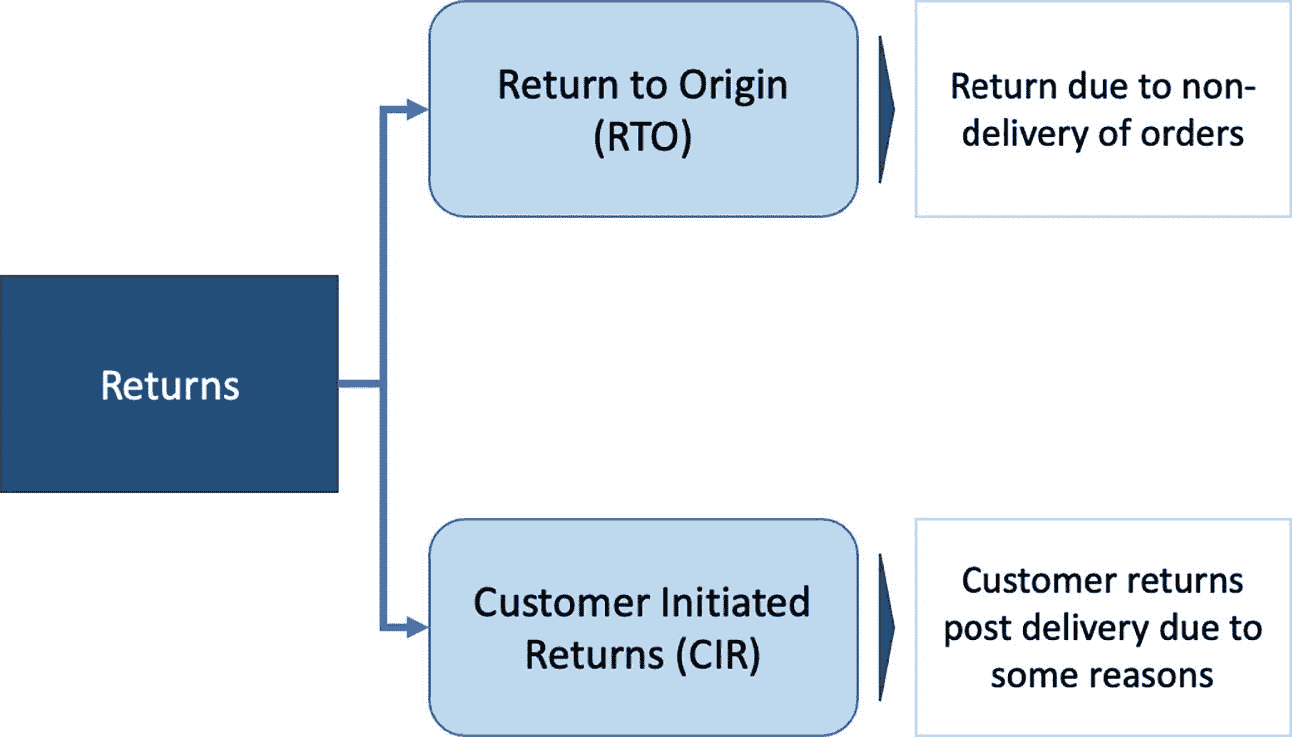 Returns
Return to Origin
(RTO)
Return due to non-
delivery of orders
Customer Initiated
Returns (CIR)
Customer returns
post delivery due to
some reasons